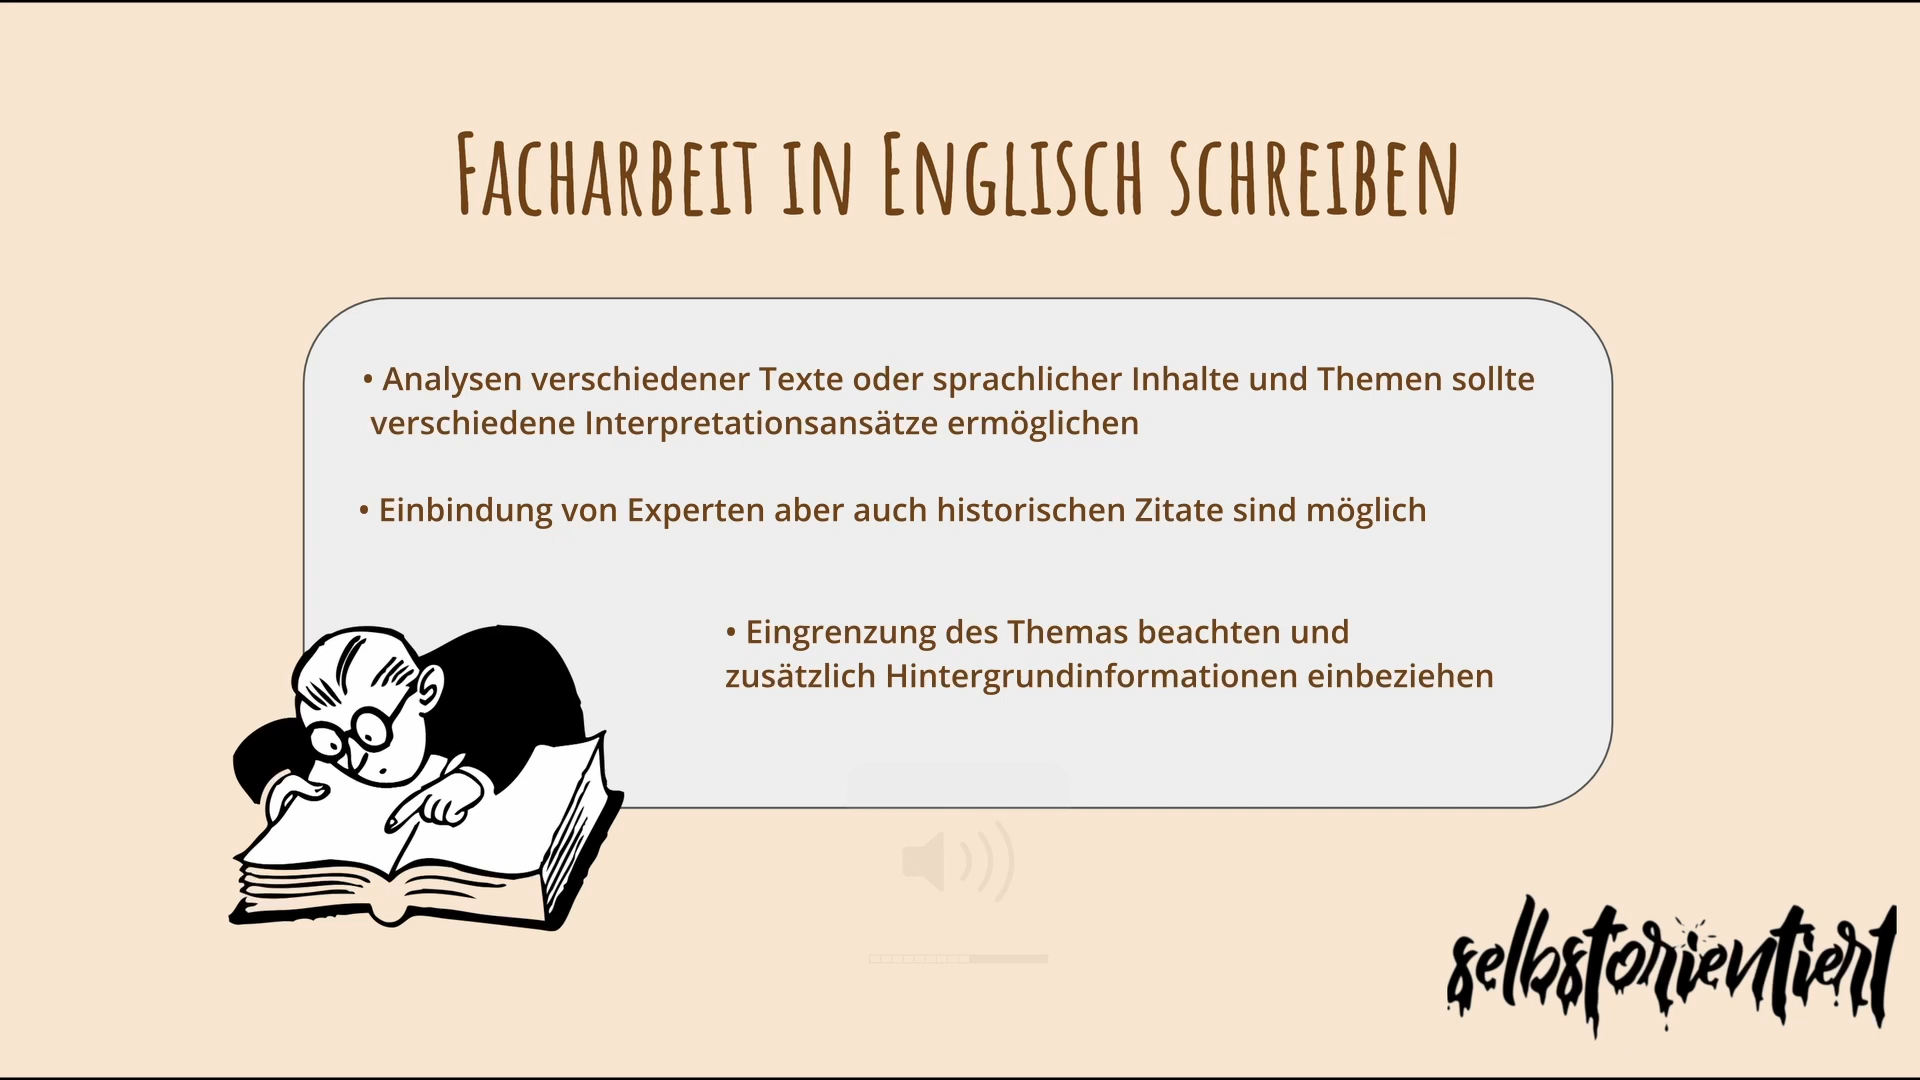 Facharbeit in Englisch schreiben
• Analysen verschiedener Texte oder sprachlicher Inhalte und Themen sollte
verschiedene Interpretationsansätze ermöglichen
• Einbindung von Experten aber auch historischen Zitate sind möglich
• Eingrenzung des Themas beachten und
zusätzlich Hintergrundinformationen einbeziehen
selbstorientiert